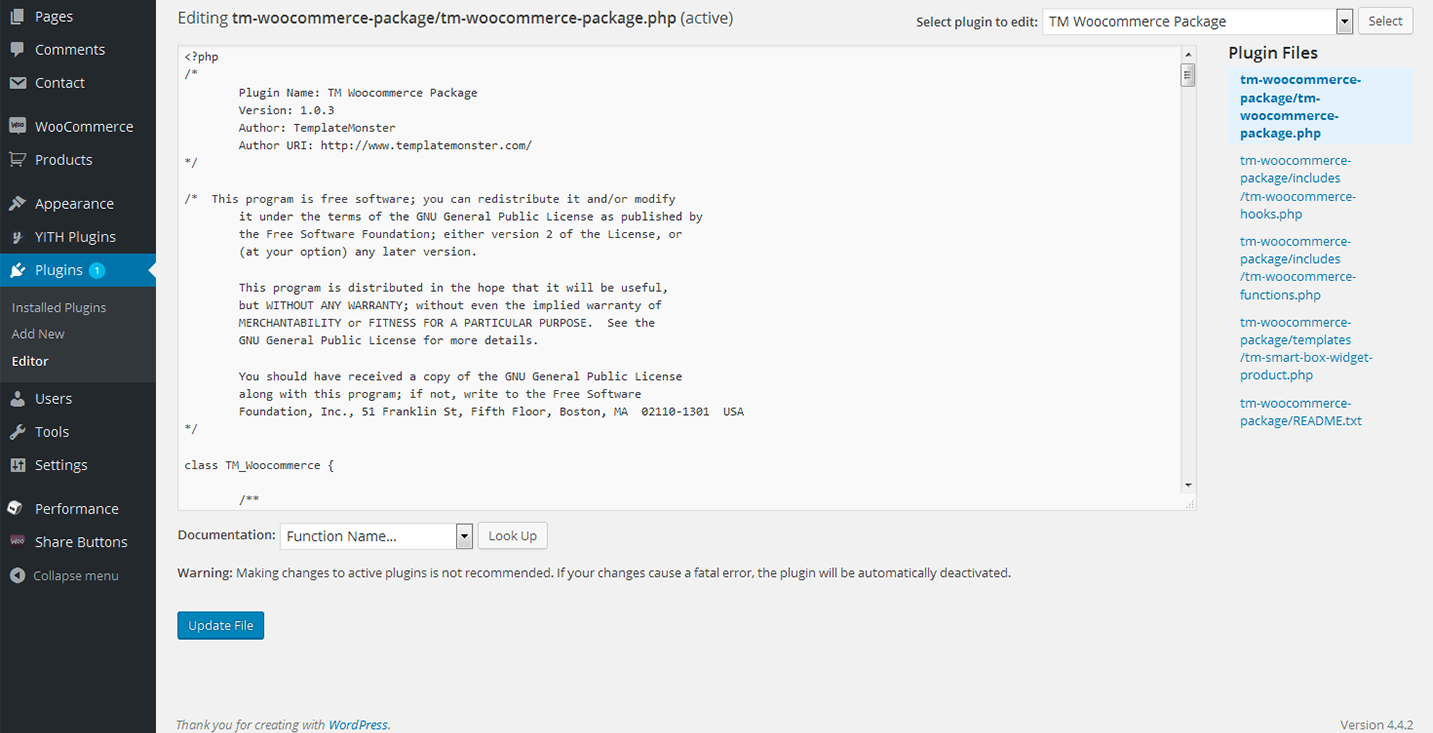 Pages
Comments
Contact
WooCommerce
Products
Appearance
YITH Plugins
Plugins 1
Installed Plugins
Add New
Editor
Users
Tools
Settings
Performance
Share Buttons
Collapse menu
Editing tm-woocommerce-package/tm-woocommerce-package.php (active)
Select plugin to edit: TM Woocommerce Package Select
<?php
/*
Plugin Name: TM Woocommerce Package
Version: 1.0.3
Author: TemplateMonster
Author URI: http://www.templatemonster.com/
*/
/*  This program is free software; you can redistribute it and/or modify
it under the terms of the GNU General Public License as published by
the Free Software Foundation; either version 2 of the License, or
(at your option) any later version.
This program is distributed in the hope that it will be useful,
but WITHOUT ANY WARRANTY; without even the implied warranty of
MERCHANTABILITY or FITNESS FOR A PARTICULAR PURPOSE.  See the
GNU General Public License for more details.
You should have received a copy of the GNU General Public License
along with this program; if not, write to the Free Software
Foundation, Inc., 51 Franklin St, Fifth Floor, Boston, MA  02110-1301  USA
*/
class TM_Woocommerce {
/**
Plugin Files
tm-woocommerce-
package/tm-
woocommerce-
package.php
tm-woocommerce-
package/includes
/tm-woocommerce-
hooks.php
tm-woocommerce-
package/includes
/tm-woocommerce-
functions.php
tm-woocommerce-
package/templates
/tm-smart-box-widget-
product.php
tm-woocommerce-
package/README.txt
Documentation: Function Name... Look Up
Warning: Making changes to active plugins is not recommended. If your changes cause a fatal error, the plugin will be automatically deactivated.
Update File
Thank you for creating with WordPress.
Version 4.4.2